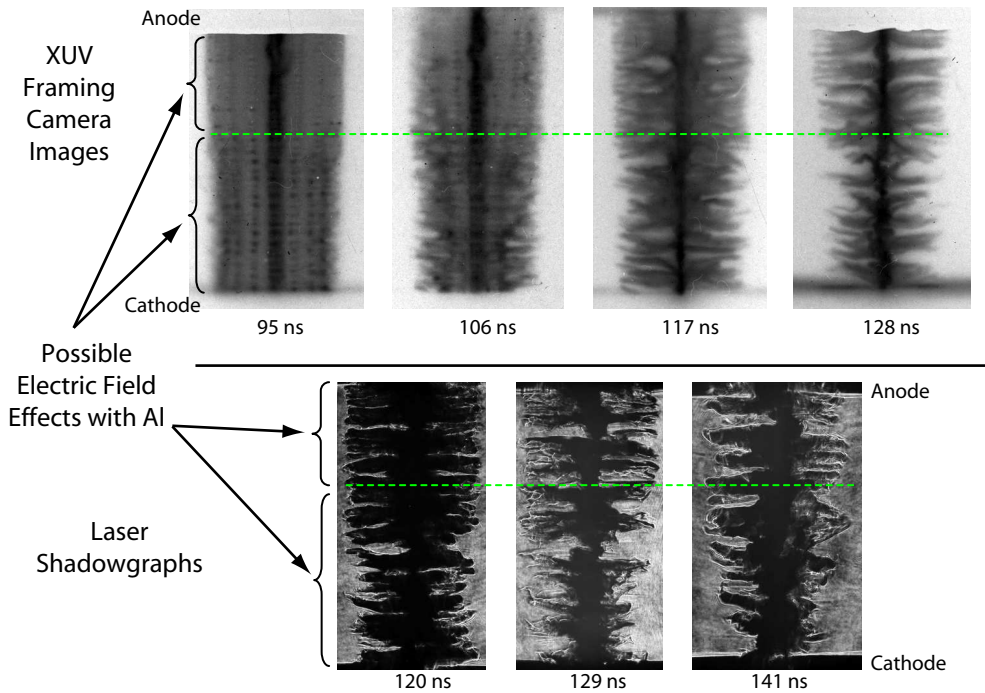 Anode
XUV
Framing
Camera
Images
Cathode
95 ns
106 ns
117 ns
128 ns
Possible
Electric Field
Effects with Al
Anode
Laser
Shadowgraphs
Cathode
120 ns
129 ns
141 ns